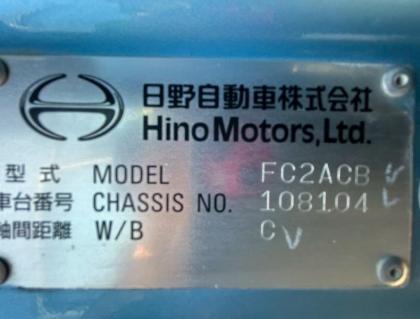 日野自動車株式会社
Hino Motors, Ltd.
型式 MODEL FC2ACB
車台番号 CHASSIS NO. 108104
軸間距離 W/B C